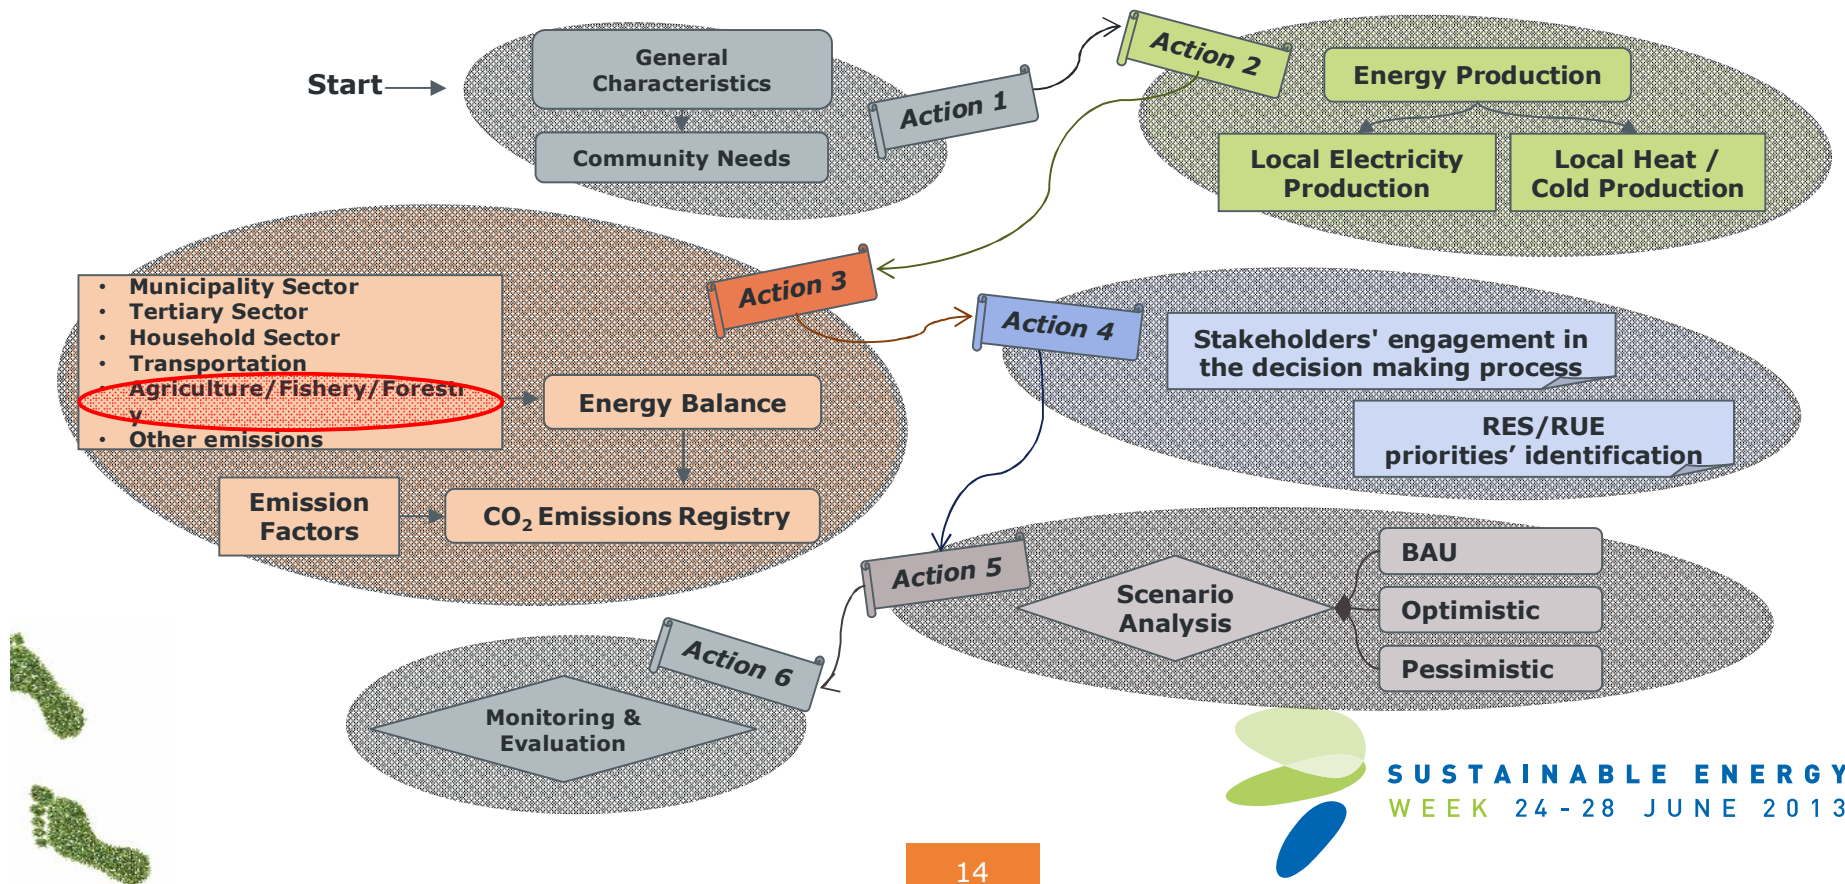 Start
General
Characteristics
Community Needs
Action 1
Action 2
Energy Production
Local Electricity
Production
Local Heat /
Cold Production
Action 3
• Municipality Sector
• Tertiary Sector
• Household Sector
• Transportation
• Agriculture/Fishery/Forestr
y
• Other emissions
Energy Balance
Emission
Factors
CO₂ Emissions Registry
Action 4
Stakeholders' engagement in
the decision making process
RES/RUE
priorities’ identification
Action 5
Scenario
Analysis
BAU
Optimistic
Pessimistic
Action 6
Monitoring &
Evaluation
SUSTAINABLE ENERGY
WEEK 24-28 JUNE 2013
14